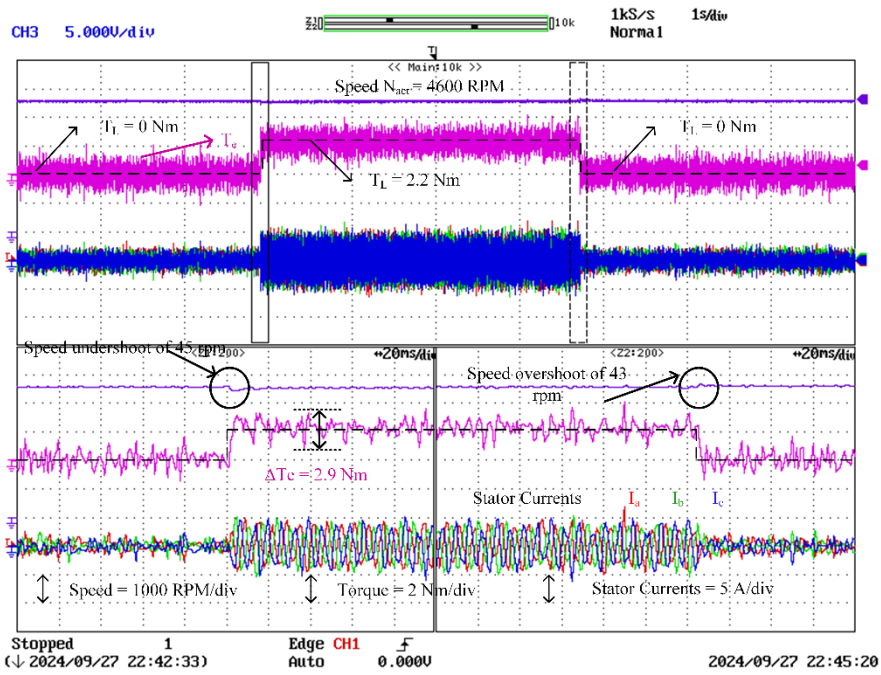 1kS/s 1s/div
Z1 Z2 10k
CH3 5.000V/div Normal
T
<< Main:10k >>
Speed Nact = 4600 RPM
TL = 0 Nm Te TL = 0 Nm
TL = 2.2 Nm
Speed undershoot of 45 rpm <22:200> ↔20ms/div <22:200> ↔20ms/div
Speed overshoot of 43
rpm
ΔTe = 2.9 Nm
Stator Currents Ia Ib Ic
Speed = 1000 RPM/div Torque = 2 Nm/div Stator Currents = 5 A/div
Stopped 1 Edge CH1
(↓ 2024/09/27 22:42:33) Auto 0.000V 2024/09/27 22:45:20